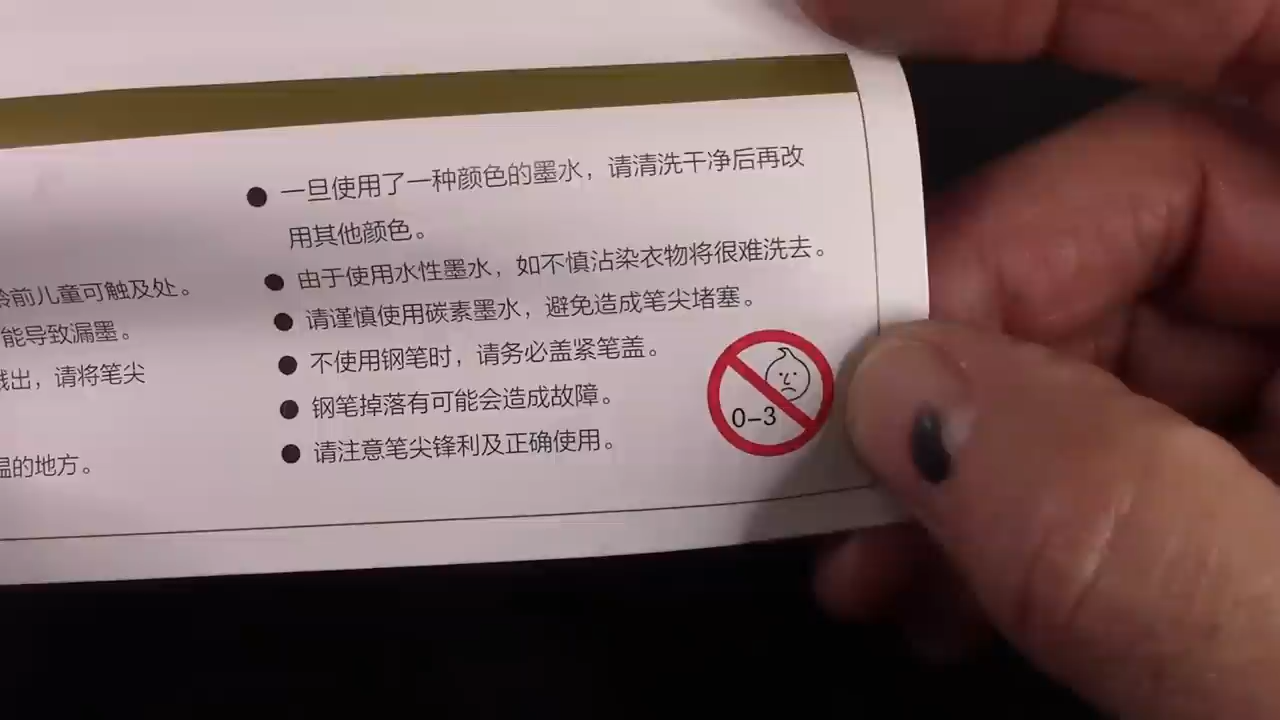 龄前儿童可触及处。
能导致漏墨。
溅出，请将笔尖
温的地方。
● 一旦使用了一种颜色的墨水，请清洗干净后再改
用其他颜色。
● 由于使用水性墨水，如不慎沾染衣物将很难洗去。
● 请谨慎使用碳素墨水，避免造成笔尖堵塞。
● 不使用钢笔时，请务必盖紧笔盖。
● 钢笔掉落有可能会造成故障。
● 请注意笔尖锋利及正确使用。
0-3